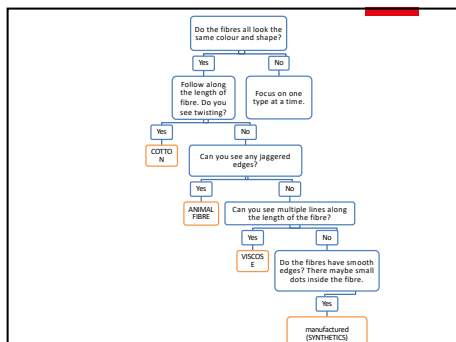 Do the fibres all look the
same colour and shape?
Yes
No
Follow along
the length of
fibre. Do you
see twisting?
Focus on one
type at a time.
Yes
No
COTTO
N
Can you see any jaggered
edges?
Yes
No
ANIMAL
FIBRE
Can you see multiple lines along
the length of the fibre?
Yes
No
VISCOS
E
Do the fibres have smooth
edges? There maybe small
dots inside the fibre.
Yes
manufactured
(SYNTHETICS)